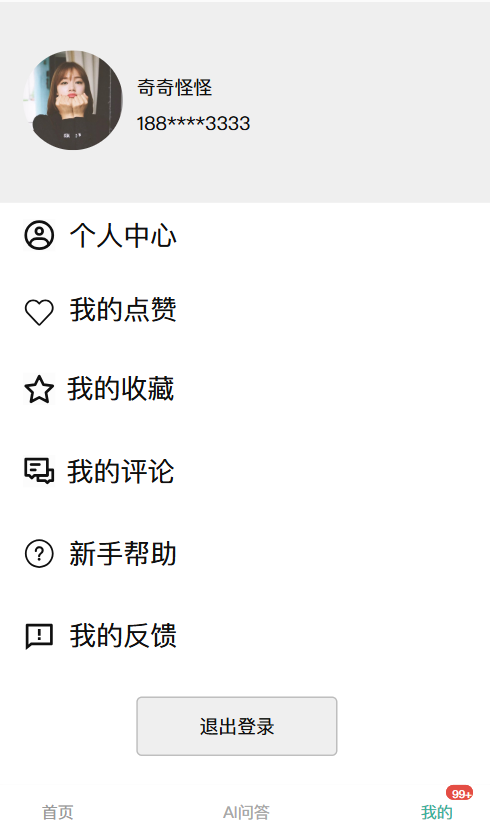 奇奇怪怪
188****3333
个人中心
我的点赞
我的收藏
我的评论
新手帮助
我的反馈
退出登录
99+
首页 AI问答 我的